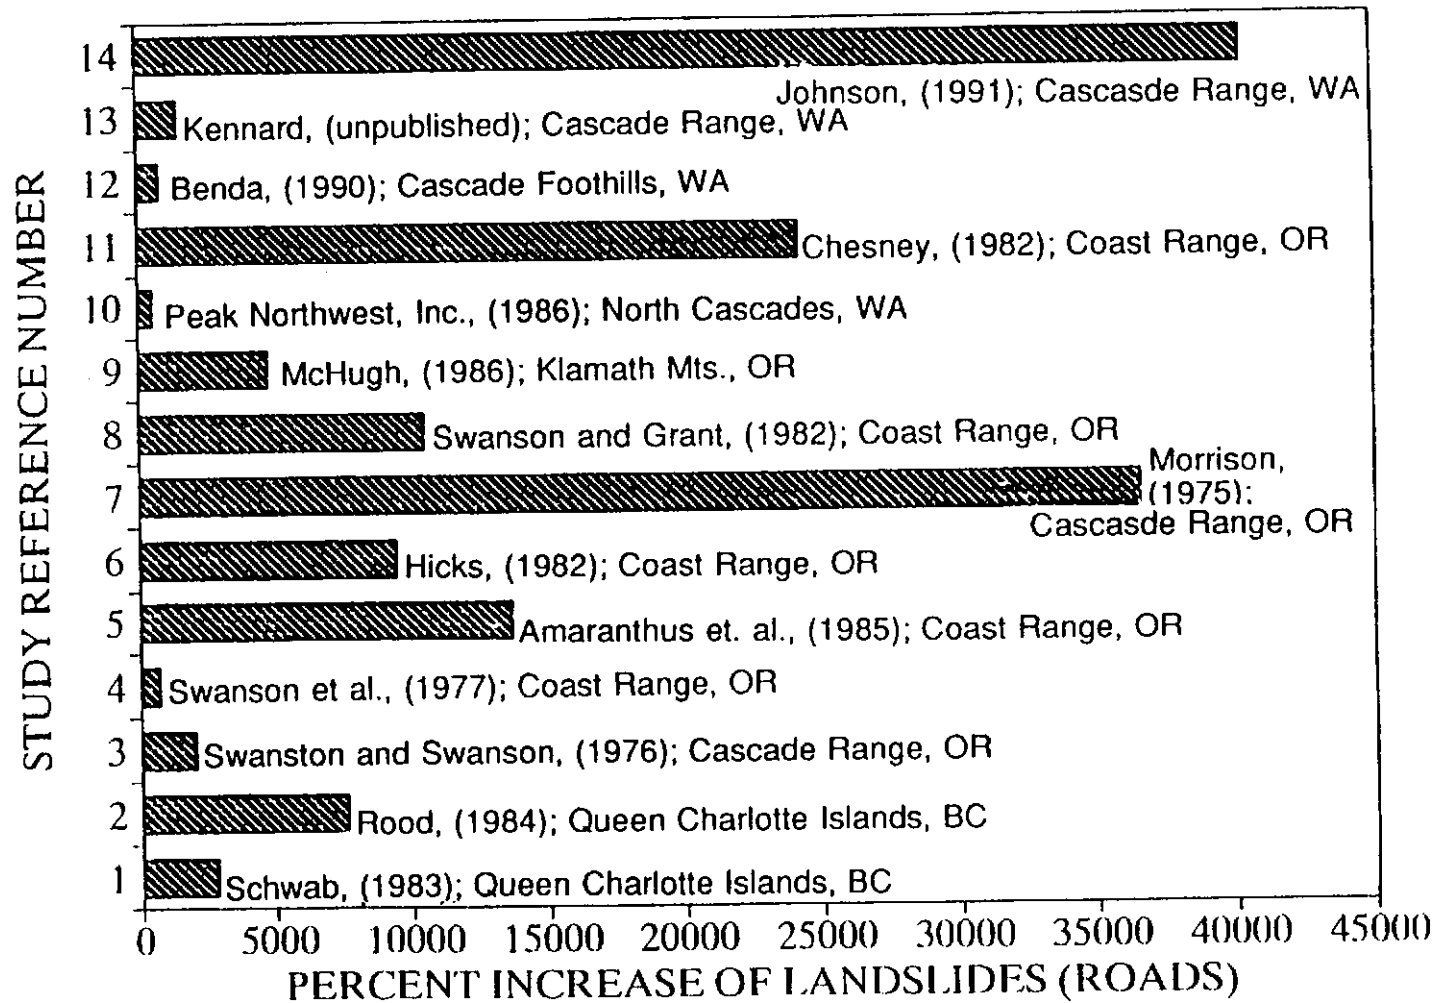 14
Johnson, (1991); Cascasde Range, WA
13 Kennard, (unpublished); Cascade Range, WA
12 Benda, (1990); Cascade Foothills, WA
11 Chesney, (1982); Coast Range, OR
10 Peak Northwest, Inc., (1986); North Cascades, WA
9 McHugh, (1986); Klamath Mts., OR
8 Swanson and Grant, (1982); Coast Range, OR
7 Morrison,
(1975):
Cascasde Range, OR
6 Hicks, (1982); Coast Range, OR
5 Amaranthus et. al., (1985); Coast Range, OR
4 Swanson et al., (1977); Coast Range, OR
3 Swanston and Swanson, (1976); Cascade Range, OR
2 Rood, (1984); Queen Charlotte Islands, BC
1 Schwab, (1983); Queen Charlotte Islands, BC
STUDY REFERENCE NUMBER
0 5000 10000 15000 20000 25000 30000 35000 40000 45000
PERCENT INCREASE OF LANDSLIDES (ROADS)